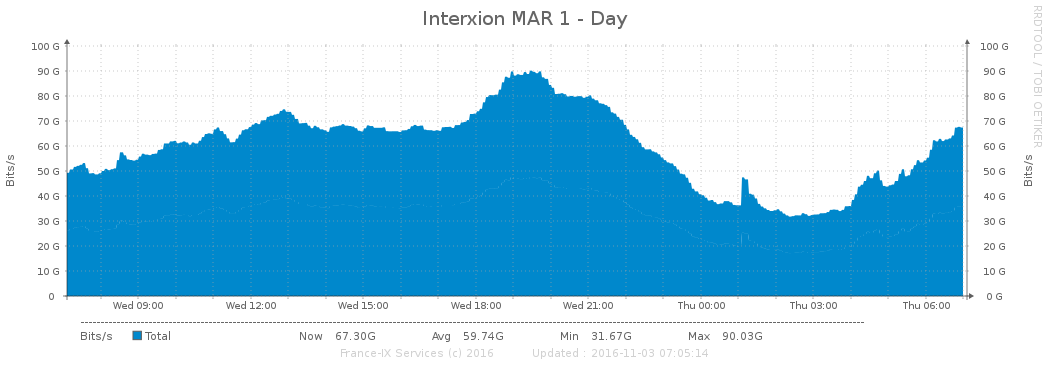 Interxion MAR 1 - Day
RRDTOOL / TOBI OETIKER
Bits/s
100 G
90 G
80 G
70 G
60 G
50 G
40 G
30 G
20 G
10 G
0
100 G
90 G
80 G
70 G
60 G
50 G
40 G
30 G
20 G
10 G
0 G
Bits/s
Wed 09:00 Wed 12:00 Wed 15:00 Wed 18:00 Wed 21:00 Thu 00:00 Thu 03:00 Thu 06:00
Bits/s Total Now 67.30G Avg 59.74G Min 31.67G Max 90.03G
France-IX Services (c) 2016 Updated : 2016-11-03 07:05:14